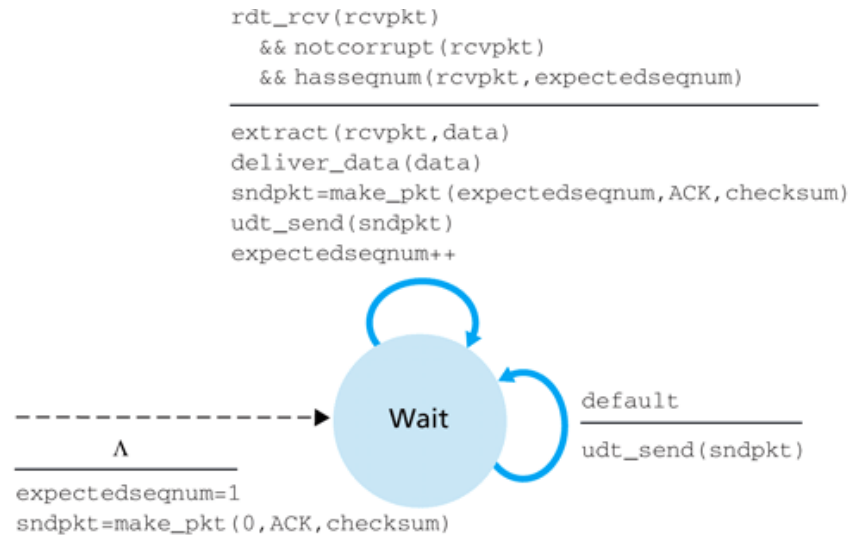 rdt_rcv(rcvpkt)
&& notcorrupt(rcvpkt)
&& hasseqnum(rcvpkt,expectedseqnum)
extract(rcvpkt,data)
deliver_data(data)
sndpkt=make_pkt(expectedseqnum,ACK,checksum)
udt_send(sndpkt)
expectedseqnum++
Wait
default
udt_send(sndpkt)
Λ
expectedseqnum=1
sndpkt=make_pkt(0,ACK,checksum)